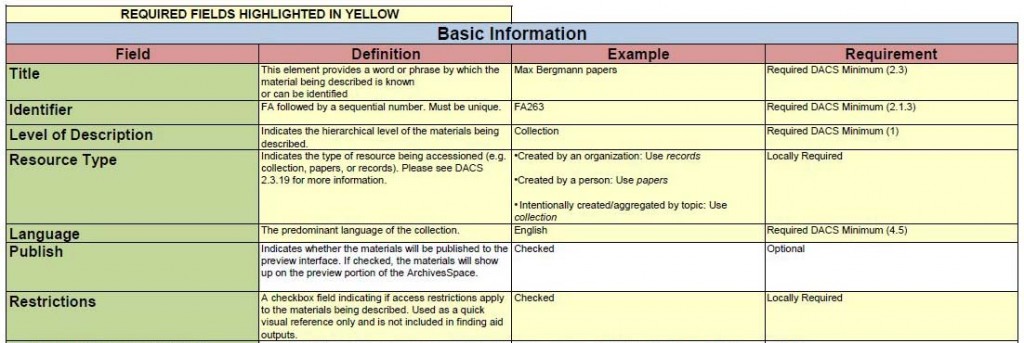 REQUIRED FIELDS HIGHLIGHTED IN YELLOW
Basic Information
Field Definition Example Requirement
Title This element provides a word or phrase by which the Max Bergmann papers Required DACS Minimum (2.3)
material being described is known
or can be identified
Identifier FA followed by a sequential number. Must be unique. FA263 Required DACS Minimum (2.1.3)
Level of Description Indicates the hierarchical level of the materials being Collection Required DACS Minimum (1)
described.
Resource Type Indicates the type of resource being accessioned (e.g. •Created by an organization: Use records Locally Required
collection, papers, or records). Please see DACS
2.3.19 for more information. •Created by a person: Use papers
• Intentionally created/aggregated by topic: Use
collection
Language The predominant language of the collection. English Required DACS Minimum (4.5)
Publish Indicates whether the materials will be published to the Checked Optional
preview interface. If checked, the materials will show
up on the preview portion of the ArchivesSpace.
Restrictions A checkbox field indicating if access restrictions apply Checked Locally Required
to the materials being described. Used as a quick
visual reference only and is not included in finding aid
outputs.